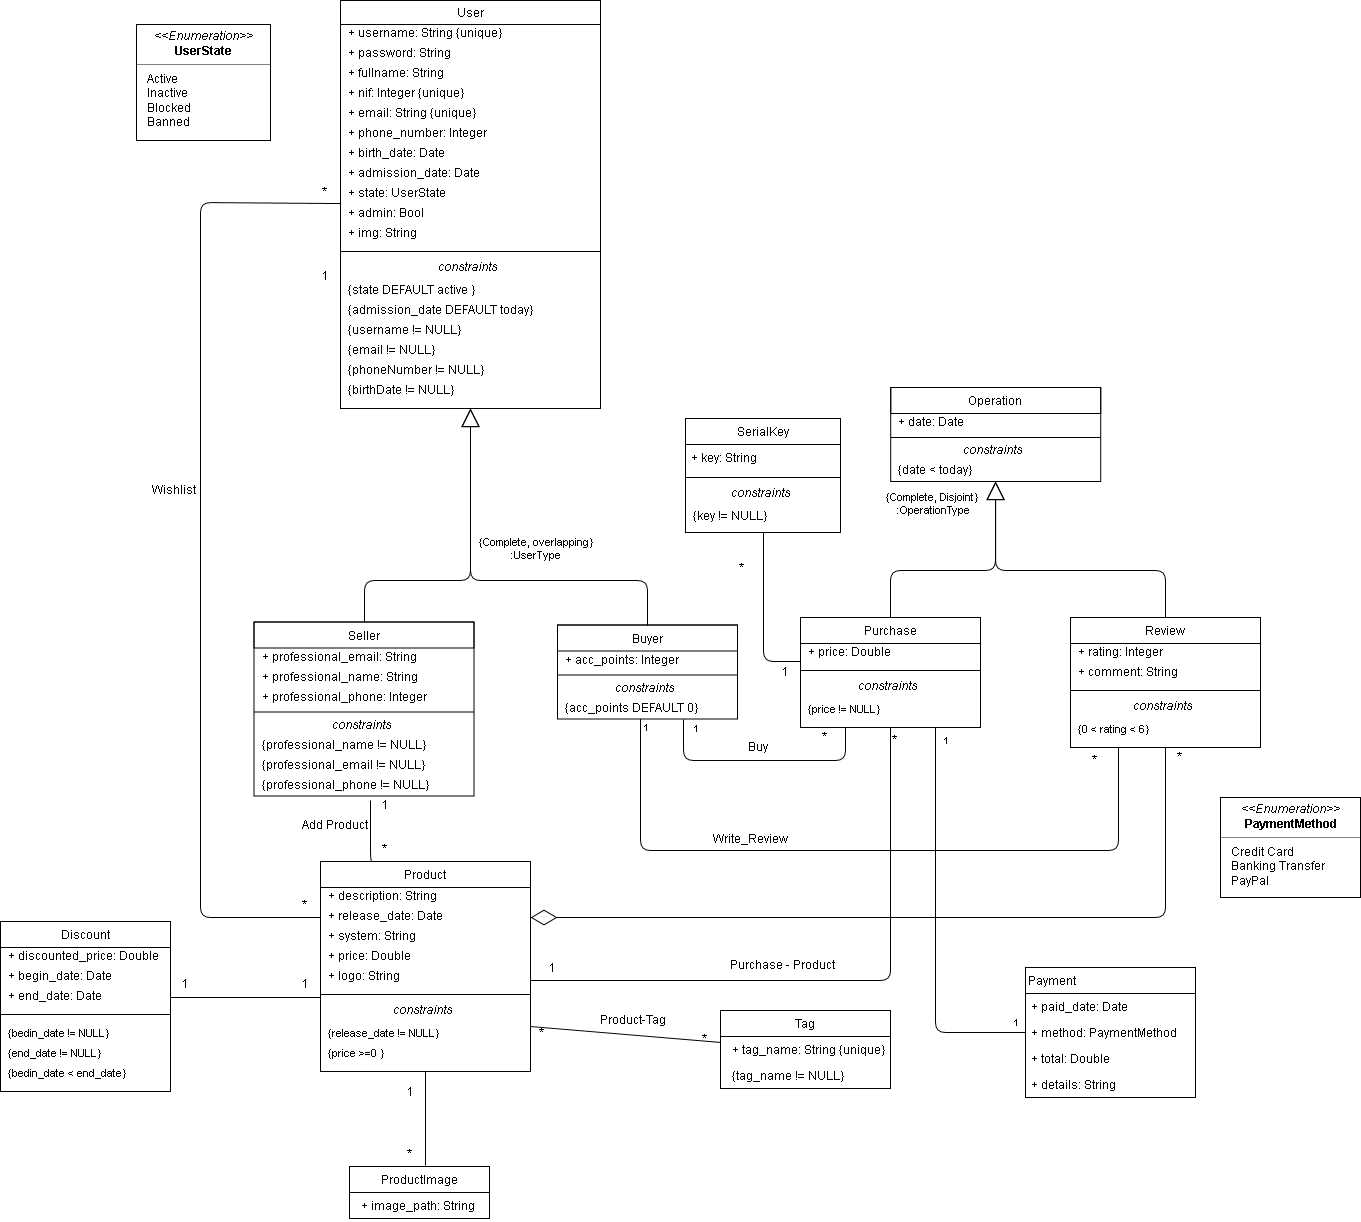 User
+ username: String {unique}
+ password: String
+ fullname: String
+ nif: Integer {unique}
+ email: String {unique}
+ phone_number: Integer
+ birth_date: Date
+ admission_date: Date
+ state: UserState
+ admin: Bool
+ img: String
constraints
{state DEFAULT active }
{admission_date DEFAULT today}
{username != NULL}
{email != NULL}
{phoneNumber != NULL}
{birthDate != NULL}
<<Enumeration>>
UserState
Active
Inactive
Blocked
Banned
*
1
Wishlist
*
{Complete, overlapping}
:UserType
SerialKey
+ key: String
constraints
{key != NULL}
*
1
Operation
+ date: Date
constraints
{date < today}
{Complete, Disjoint}
:OperationType
Seller
+ professional_email: String
+ professional_name: String
+ professional_phone: Integer
constraints
{professional_name != NULL}
{professional_email != NULL}
{professional_phone != NULL}
Buyer
+ acc_points: Integer
constraints
{acc_points DEFAULT 0}
Purchase
+ price: Double
constraints
{price != NULL}
Review
+ rating: Integer
+ comment: String
constraints
{0 < rating < 6}
1
1
Buy
*
*
1
*
*
Write_Review
1
Add Product
*
<<Enumeration>>
PaymentMethod
Credit Card
Banking Transfer
PayPal
Product
+ description: String
+ release_date: Date
+ system: String
+ price: Double
+ logo: String
constraints
{release_date != NULL}
{price >=0 }
Discount
+ discounted_price: Double
+ begin_date: Date
+ end_date: Date
{bedin_date != NULL}
{end_date != NULL}
{bedin_date < end_date}
1
1
1
Purchase - Product
*
Product-Tag
*
Tag
+ tag_name: String {unique}
{tag_name != NULL}
1
Payment
+ paid_date: Date
+ method: PaymentMethod
+ total: Double
+ details: String
1
*
ProductImage
+ image_path: String